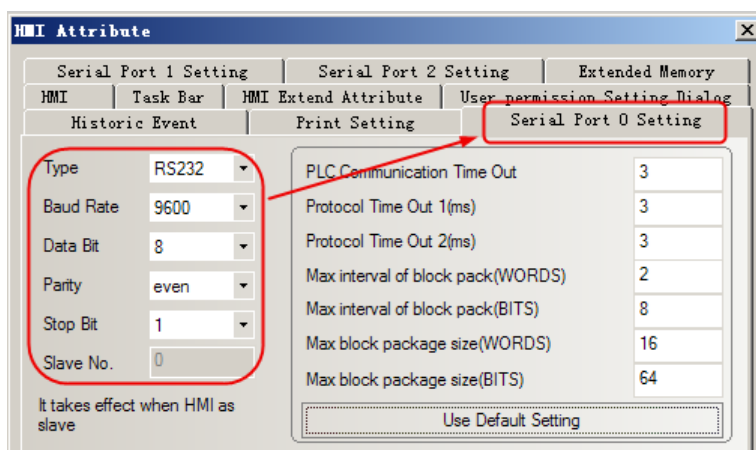 HMI Attribute
Serial Port 1 Setting Serial Port 2 Setting Extended Memory
HMI Task Bar HMI Extend Attribute User permission Setting Dialog
Historic Event Print Setting Serial Port 0 Setting
Type RS232
Baud Rate 9600
Data Bit 8
Parity even
Stop Bit 1
Slave No. 0
It takes effect when HMI as
slave
PLC Communication Time Out 3
Protocol Time Out 1(ms) 3
Protocol Time Out 2(ms) 3
Max interval of block pack(WORDS) 2
Max interval of block pack(BITS) 8
Max block package size(WORDS) 16
Max block package size(BITS) 64
Use Default Setting